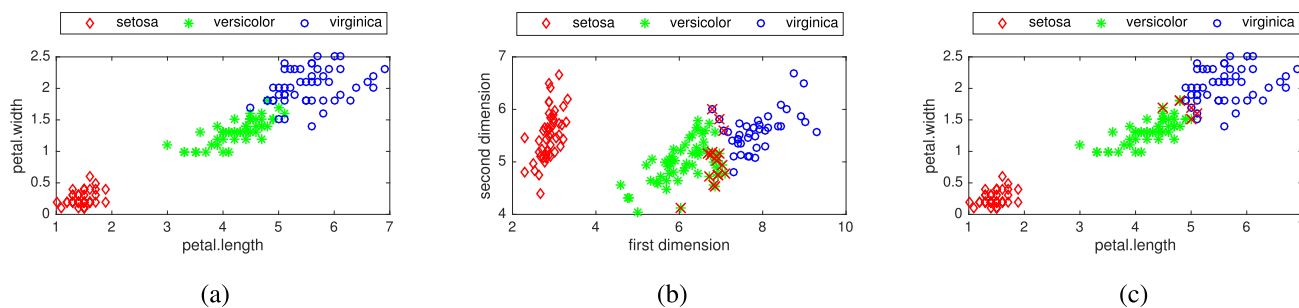 setosa versicolor virginica
2.5
2
1.5
1
0.5
0
petal.width
1 2 3 4 5 6 7
petal.length
(a)
setosa versicolor virginica
7
6
5
4
second dimension
2 4 6 8 10
first dimension
(b)
setosa versicolor virginica
2.5
2
1.5
1
0.5
0
petal.width
1 2 3 4 5 6
petal.length
(c)